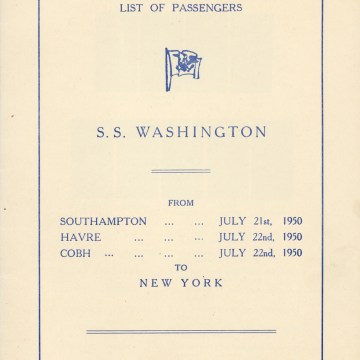 LIST OF PASSENGERS
S.S. WASHINGTON
FROM
SOUTHAMPTON ... ... JULY 21st, 1950
HAVRE ... ... ... JULY 22nd, 1950
COBH ... ... ... JULY 22nd, 1950
TO
NEW YORK